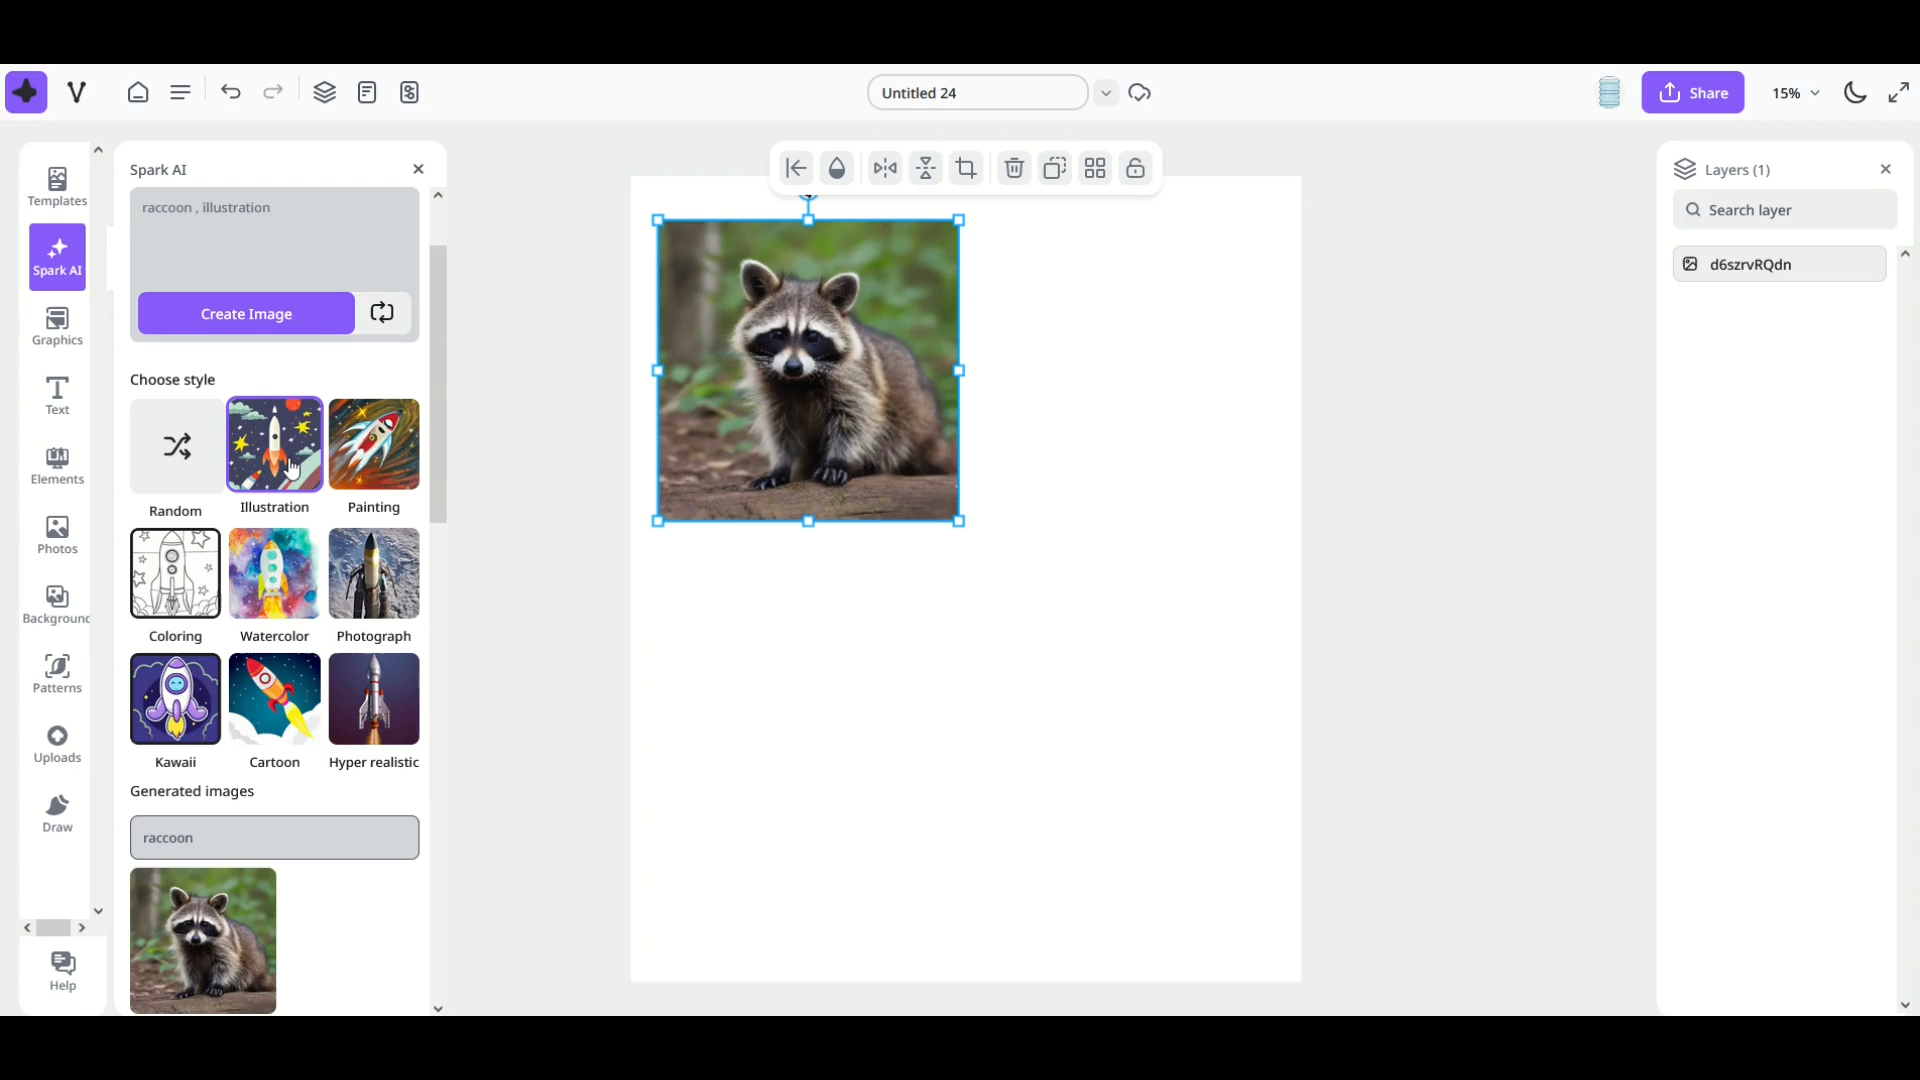 Untitled 24
Share
15%
Templates
Spark AI
Graphics
Text
Elements
Photos
Background
Patterns
Uploads
Draw
Help
Spark AI
raccoon , illustration
Create Image
Choose style
Random
Illustration
Painting
Coloring
Watercolor
Photograph
Kawaii
Cartoon
Hyper realistic
Generated images
raccoon
Layers (1)
Search layer
d6szrvRQdn